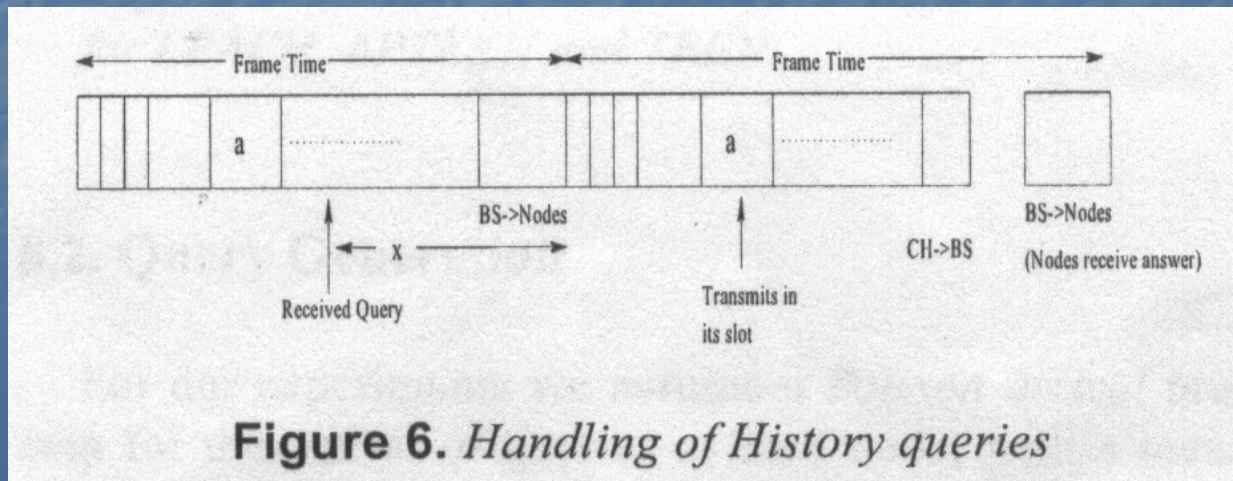 Frame Time Frame Time
a a
BS->Nodes BS->Nodes
x CH->BS (Nodes receive answer)
Received Query Transmits in
its slot
Figure 6. Handling of History queries